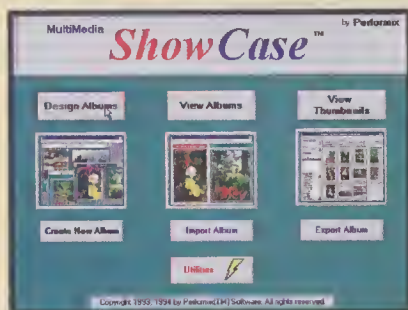 MultiMedia
by Performix
ShowCase™
Design Albums
View Albums
View Thumbnails
Create New Album
Import Album
Export Album
Utilities
Copyright 1993, 1994 by Performix(TM) Software. All rights reserved.